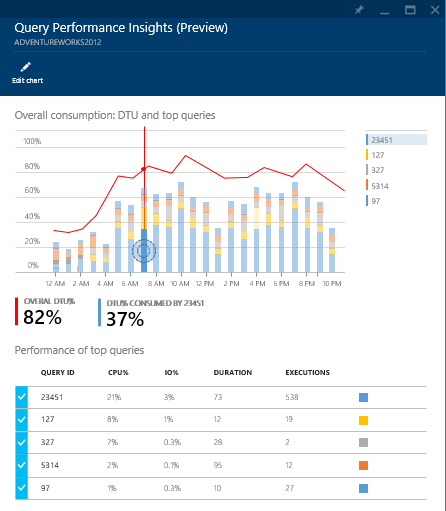 Query Performance Insights (Preview)
ADVENTUREWORKS2012
Edit chart
Overall consumption: DTU and top queries
100%
80%
60%
40%
20%
0%
12 AM 2 AM 4 AM 6 AM 8 AM 10 AM 12 PM 2 PM 4 PM 6 PM 8 PM 10 PM
23451
127
327
5314
97
OVERAL DTU% DTU% CONSUMED BY 23451
82% 37%
Performance of top queries
QUERY ID CPU% IO% DURATION EXECUTIONS
23451 21% 3% 73 538
127 8% 1% 12 19
327 7% 0.3% 28 2
5314 2% 0.1% 95 12
97 1% 0.3% 10 27